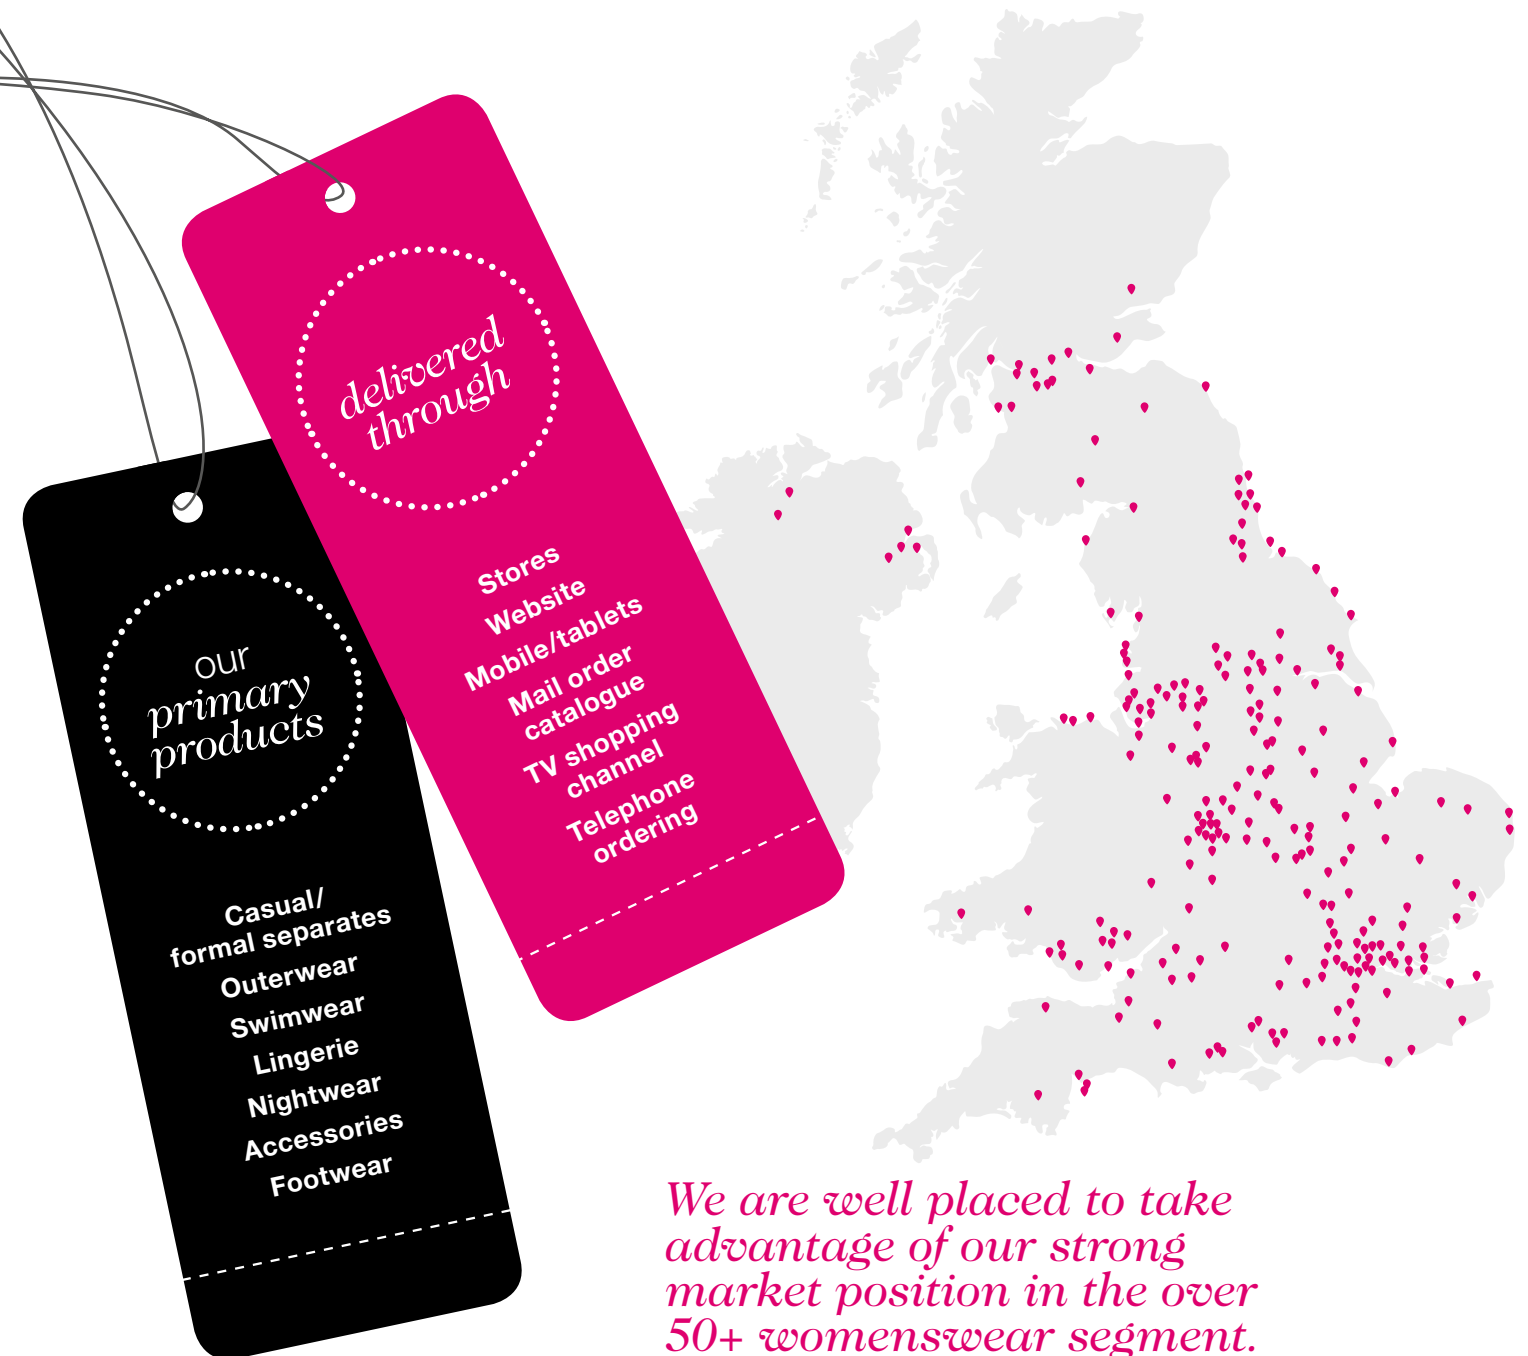 delivered
through
Stores
Website
Mobile/tablets
Mail order
catalogue
TV shopping
channel
Telephone
ordering
our
primary
products
Casual/
formal separates
Outerwear
Swimwear
Lingerie
Nightwear
Accessories
Footwear
We are well placed to take
advantage of our strong
market position in the over
50+ womenswear segment.